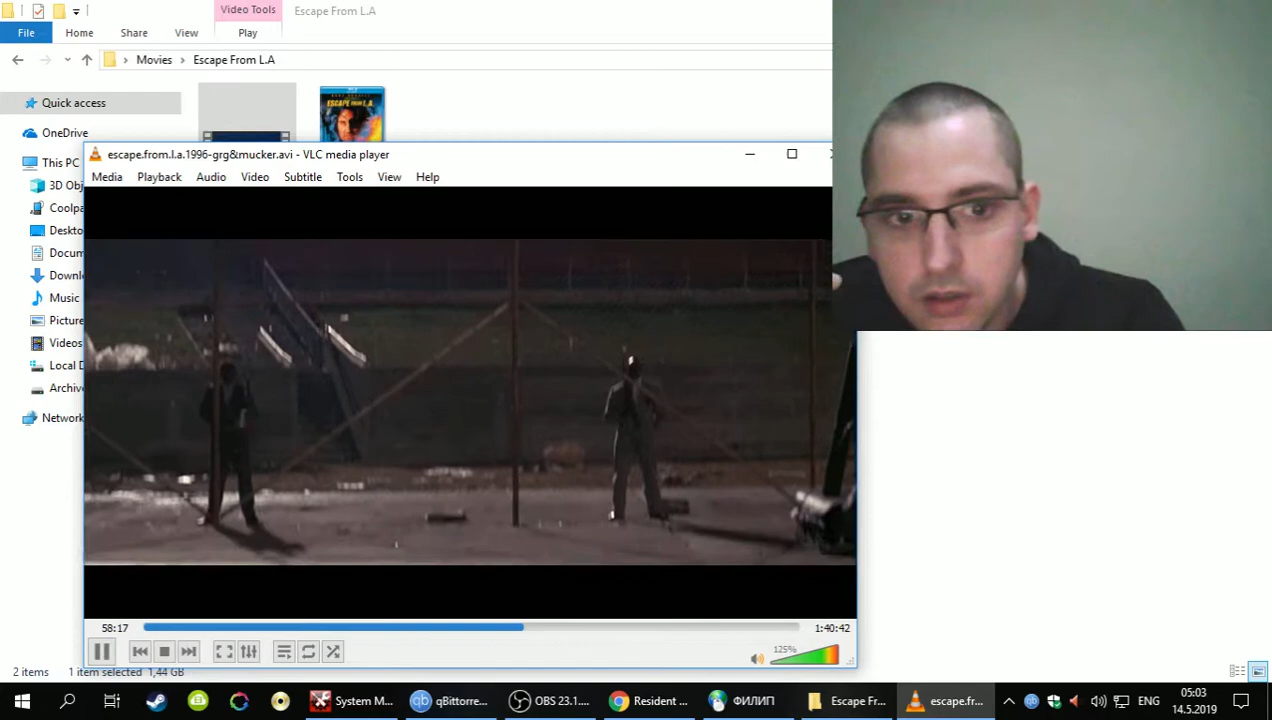 Video Tools
Escape From L.A
File
Home
Share
View
Play
Movies
Escape From L.A
Quick access
OneDrive
This PC
3D Obj
Coolpa
Deskto
Docum
Downl
Music
Picture
Videos
Local D
Archiv
Network
ESCAPE FROM L.A.
escape.from.l.a.1996-grg&mucker.avi - VLC media player
Media
Playback
Audio
Video
Subtitle
Tools
View
Help
58:17
1:40:42
125%
2 items
1 item selected 1,44 GB
System M...
qBittorre...
OBS 23.1....
Resident ...
ФИЛИП
Escape Fr...
escape.fr...
ENG
05:03
14.5.2019